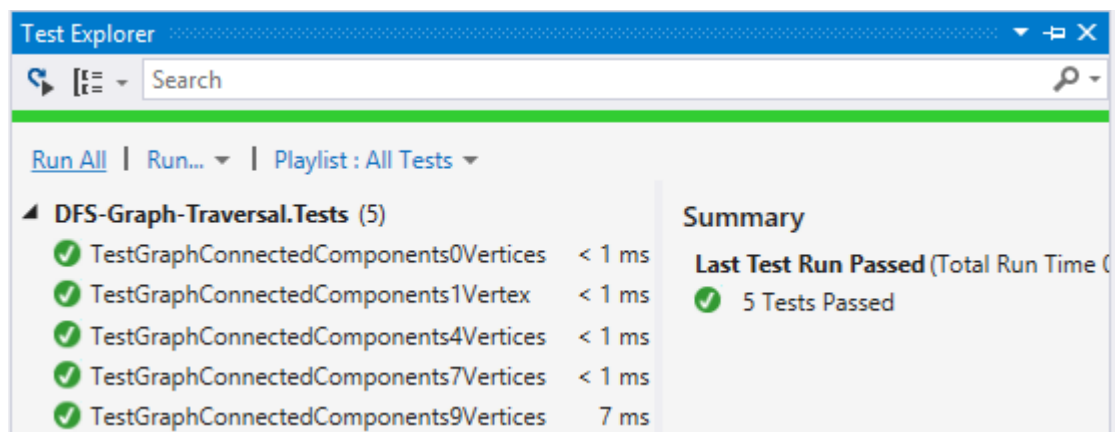 Test Explorer
Search
Run All | Run... | Playlist : All Tests
DFS-Graph-Traversal.Tests (5)
TestGraphConnectedComponents0Vertices < 1 ms
TestGraphConnectedComponents1Vertex < 1 ms
TestGraphConnectedComponents4Vertices < 1 ms
TestGraphConnectedComponents7Vertices < 1 ms
TestGraphConnectedComponents9Vertices 7 ms
Summary
Last Test Run Passed (Total Run Time
5 Tests Passed